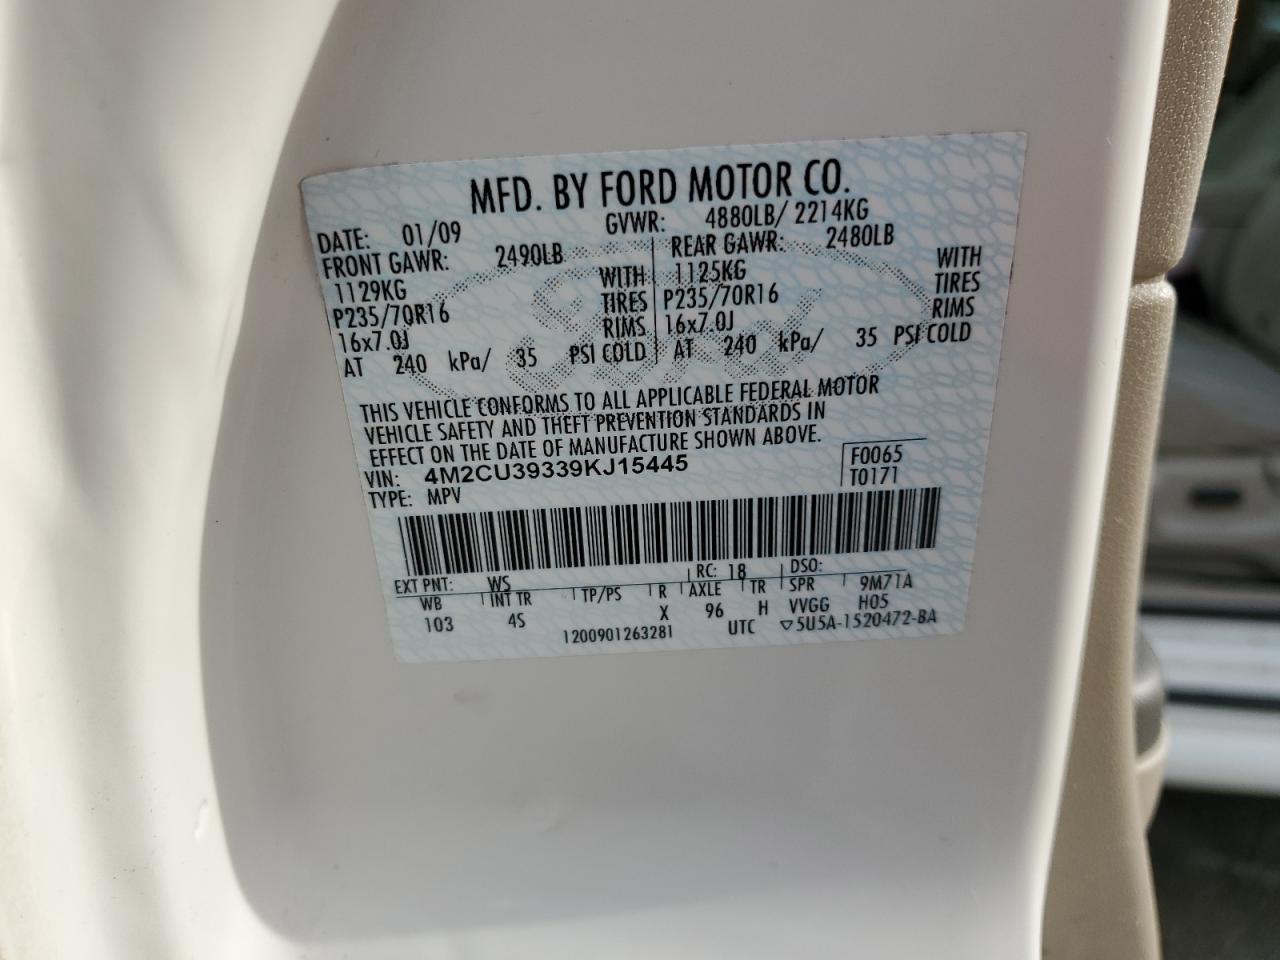 MFD. BY FORD MOTOR CO.
DATE: 01/09 GVWR: 4880LB/ 2214KG
FRONT GAWR: 2490LB REAR GAWR: 2480LB
1129KG WITH 1125KG WITH
P235/70R16 TIRES P235/70R16 TIRES
16x7.0J RIMS 16x7.0J RIMS
AT 240 kPa/ 35 PSI COLD AT 240 kPa/ 35 PSI COLD
THIS VEHICLE CONFORMS TO ALL APPLICABLE FEDERAL MOTOR
VEHICLE SAFETY AND THEFT PREVENTION STANDARDS IN
EFFECT ON THE DATE OF MANUFACTURE SHOWN ABOVE.
VIN: 4M2CU39339KJ15445 F0065
TYPE: MPV T0171
EXT PNT: WS RC: 18 DSO:
WB INT TR TP/PS R AXLE TR SPR 9M71A
103 4S X 96 H VVGG H05
1200901263281 UTC ▽5U5A-1520472-BA